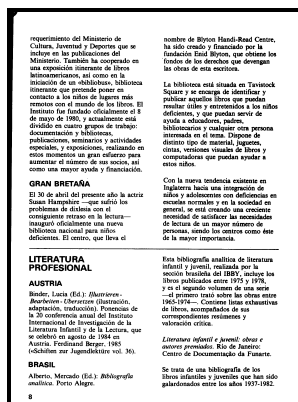 requerimiento del Ministerio de
Cultura, Juventud y Deportes que se
incluye en las publicaciones del
Ministerio. También ha cooperado en
una exposición itinerante de libros
latinoamericanos, así como en la
iniciación de un «bibliobus», biblioteca
itinerante que pretende poner en
contacto a los niños de lugares más
remotos con el mundo de los libros. El
Instituto fue fundado oficialmente el 8
de mayo de 1980, y actualmente está
dividido en cuatro grupos de trabajo:
documentación y bibliotecas,
publicaciones, seminarios y actividades
especiales, y exposiciones, realizando en
estos momentos un gran esfuerzo para
aumentar el número de sus socios, así
como una mayor ayuda y financiación.
GRAN BRETAÑA
El 30 de abril del presente año la actriz
Susan Hampshire —que sufrió los
problemas de dislexia con el
consiguiente retraso en la lectura—
inauguró oficialmente una nueva
biblioteca nacional para niños
deficientes. El centro, que lleva el
nombre de Blyton Handi-Read Centre,
ha sido creado y financiado por la
fundación Enid Blyton, que obtiene los
fondos de los derechos que devengan
las obras de esta escritora.
La biblioteca está situada en Tavistock
Square y se encarga de identificar y
publicar aquellos libros que puedan
resultar útiles y entretenidos a los niños
deficientes, y que puedan servir de
ayuda a educadores, padres,
bibliotecarios y cualquier otra persona
interesada en el tema. Dispone de
distinto tipo de material, juguetes,
cintas, versiones visuales de libros y
computadoras que puedan ayudar a
estos niños.
Con la nueva tendencia existente en
Inglaterra hacia una integración de
niños y adolescentes con deficiencias en
escuelas normales y en la sociedad en
general, se está creando una creciente
necesidad de satisfacer las necesidades
de lectura de un mayor número de
personas, siendo los centros como éste
de la mayor importancia.
LITERATURA
PROFESIONAL
AUSTRIA
Binder, Lucía (Ed.): Illustrieren-
Bearbeiten-Ubersetzen (ilustración,
adaptación, traducción). Potencias de
la 20 conferencia anual del Instituto
Internacional de Investigación de la
Literatura Infantil y de la Lectura, que
se celebró en agosto de 1984 en
Austria. Ferdinand Berger, 1985
(«Schiften zur Jugendlektüre vol. 36).
BRASIL
Alberto, Mercado (Ed.): Bibliografía
analítica. Porto Alegre.
Esta bibliografía analítica de literatura
infantil y juvenil, realizada por la
sección brasileña del IBBY, incluye los
libros publicados entre 1975 y 1978,
y es el segundo volumen de una serie
—el primero trató sobre las obras entre
1965-1974—. Contiene listas exhaustivas
de libros, acompañados de sus
correspondientes resúmenes y
valoración crítica.
Literatura infantil e juvenil: obras e
autores premiados. Río de Janeiro:
Centro de Documentação da Funarte.
Se trata de una bibliografía de los
libros infantiles y juveniles que han sido
galardonados entre los años 1937-1982.
8